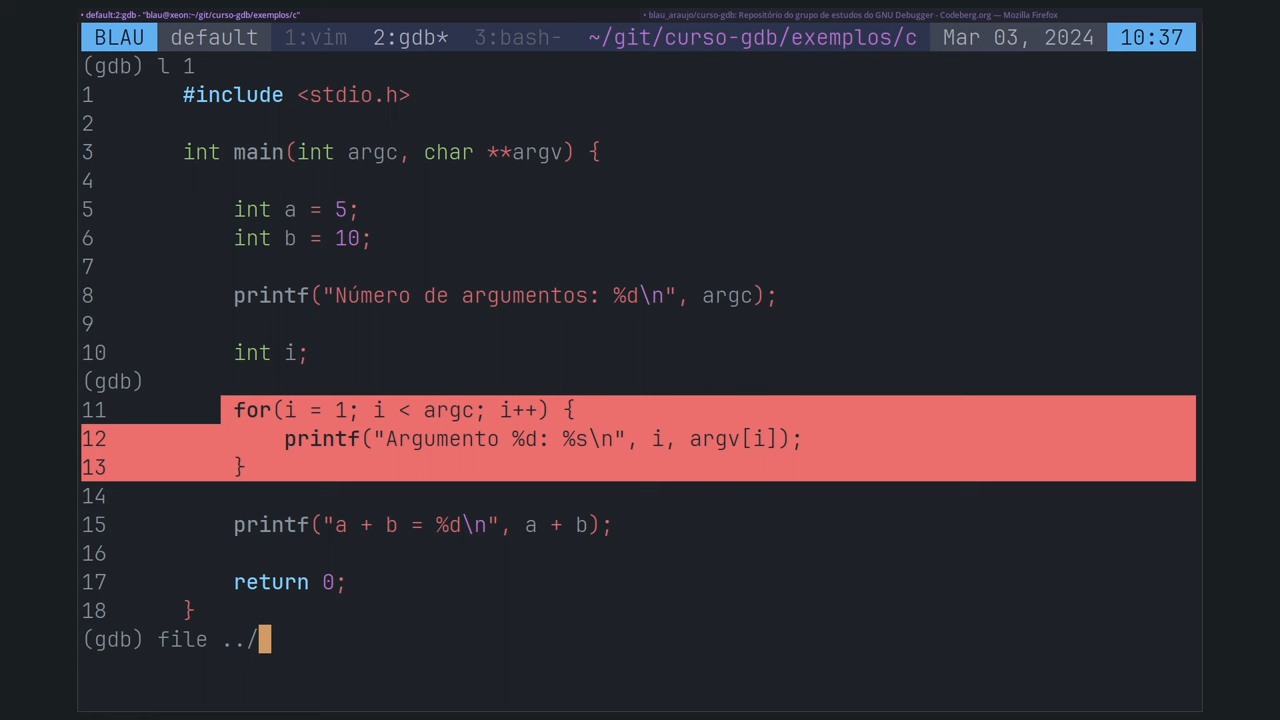 • default:2:gdb - "blau@xeon:~/git/curso-gdb/exemplos/c"
• blau_araujo/curso-gdb: Repositório do grupo de estudos do GNU Debugger - Codeberg.org — Mozilla Firefox
BLAU default 1:vim 2:gdb* 3:bash- ~/git/curso-gdb/exemplos/c Mar 03, 2024 10:37
(gdb) l 1
1 #include <stdio.h>
2
3 int main(int argc, char **argv) {
4
5 int a = 5;
6 int b = 10;
7
8 printf("Número de argumentos: %d\n", argc);
9
10 int i;
(gdb)
11 for(i = 1; i < argc; i++) {
12 printf("Argumento %d: %s\n", i, argv[i]);
13 }
14
15 printf("a + b = %d\n", a + b);
16
17 return 0;
18 }
(gdb) file ../